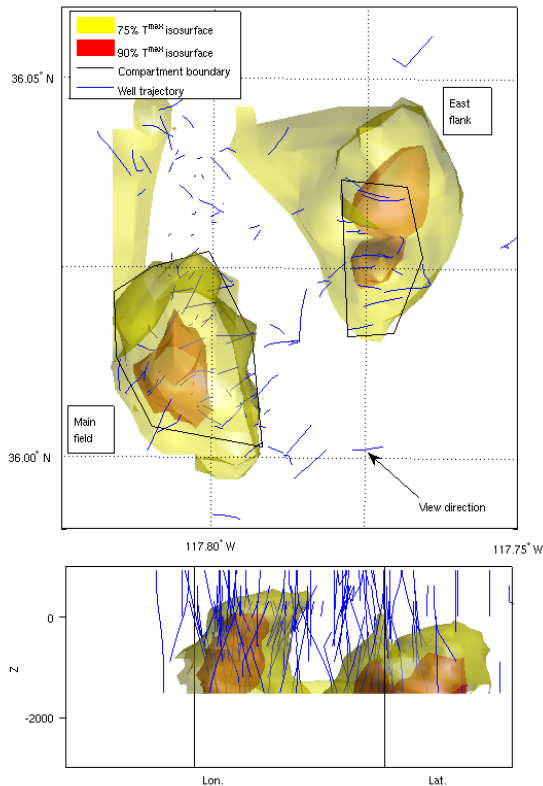 75% T^max isosurface
90% T^max isosurface
Compartment boundary
Well trajectory
36.05° N
East
flank
Main
field
36.00° N
View direction
117.80° W
117.75° W
0
Z
-2000
Lon.
Lat.